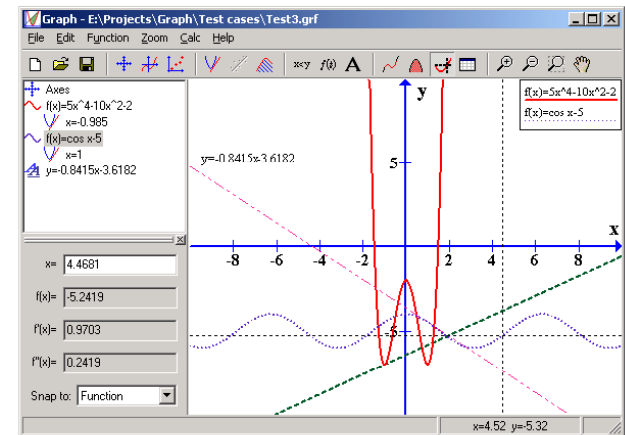 Graph - E:\Projects\Graph\Test cases\Test3.grf
File Edit Function Zoom Calc Help
x<y f(x) A
Axes
f(x)=5x^4-10x^2-2
x=-0.985
f(x)=cos x-5
x=1
y=-0.8415x-3.6182
x= 4.4681
f(x)= -5.2419
f'(x)= 0.9703
f''(x)= 0.2419
Snap to: Function
y
f(x)=5x^4-10x^2-2
f(x)=cos x-5
y=-0.8415x-3.6182
5
x
-8 -6 -4 -2 2 4 6 8
-5
x=4.52 y=-5.32